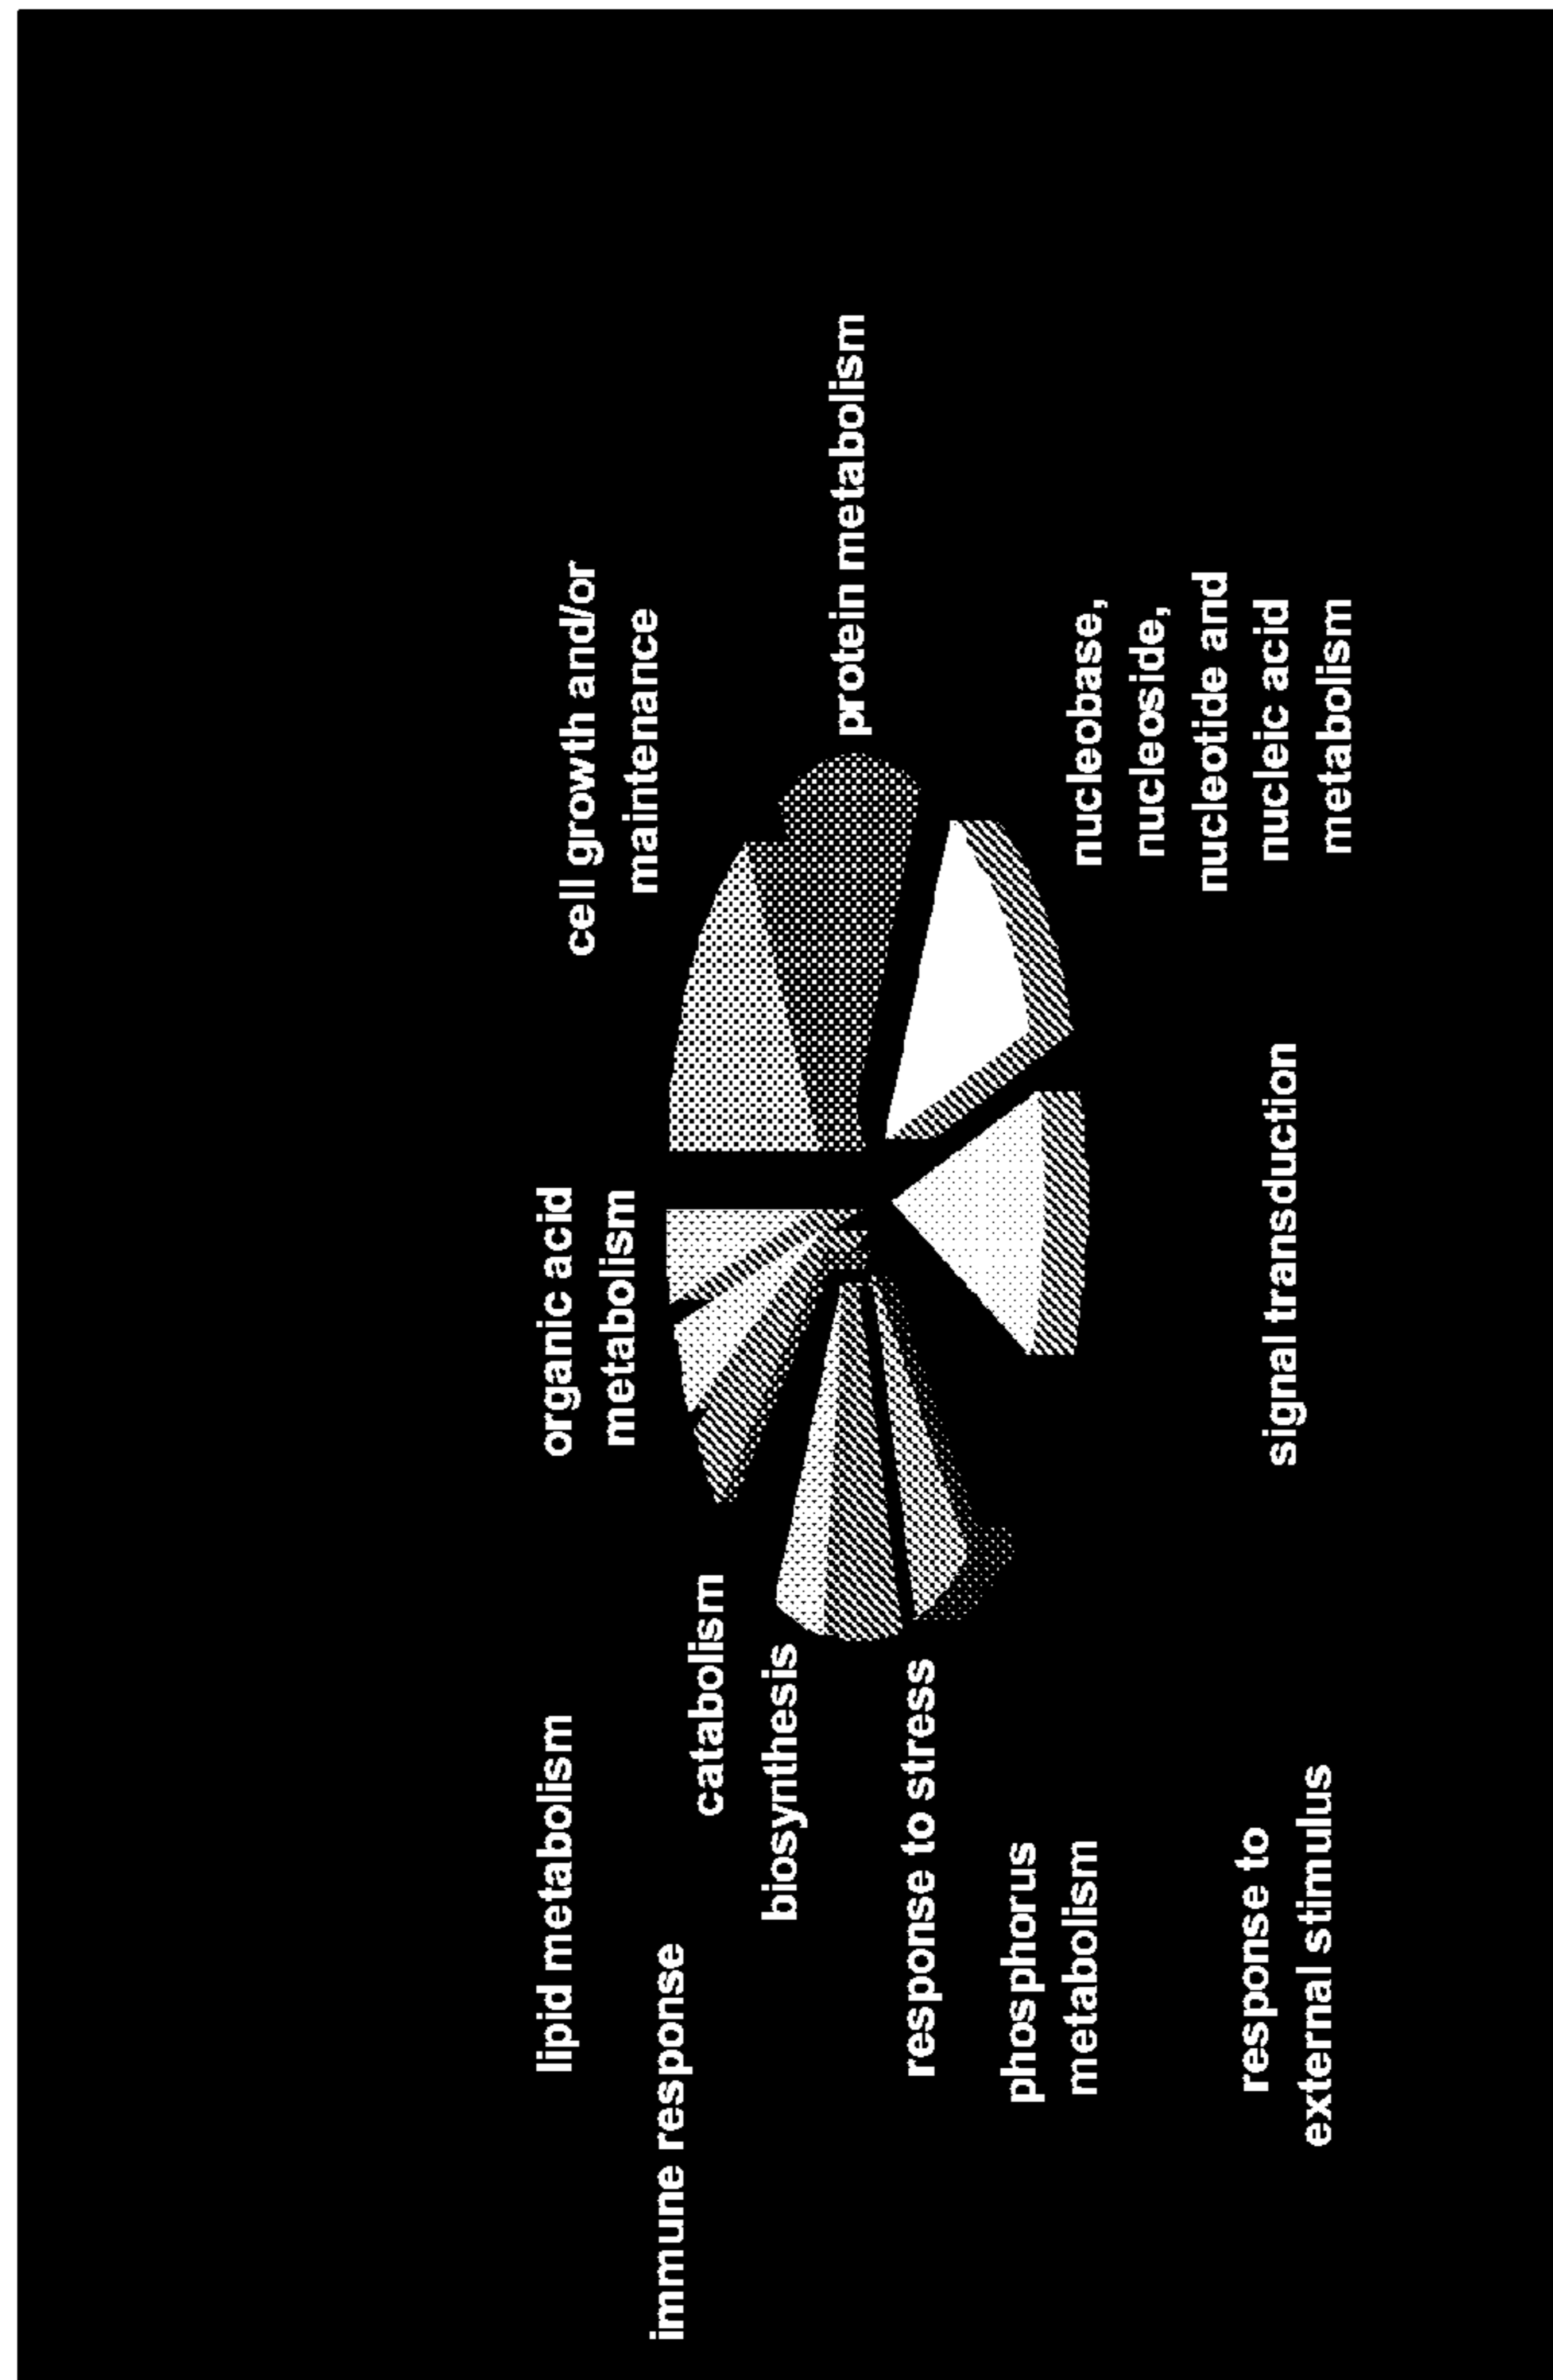 lipid metabolism
organic acid
metabolism
cell growth and/or
maintenance
immune response
catabolism
biosynthesis
protein metabolism
response to stress
phosphorus
metabolism
nucleobase,
nucleoside,
nucleotide and
nucleic acid
metabolism
response to
external stimulus
signal transduction